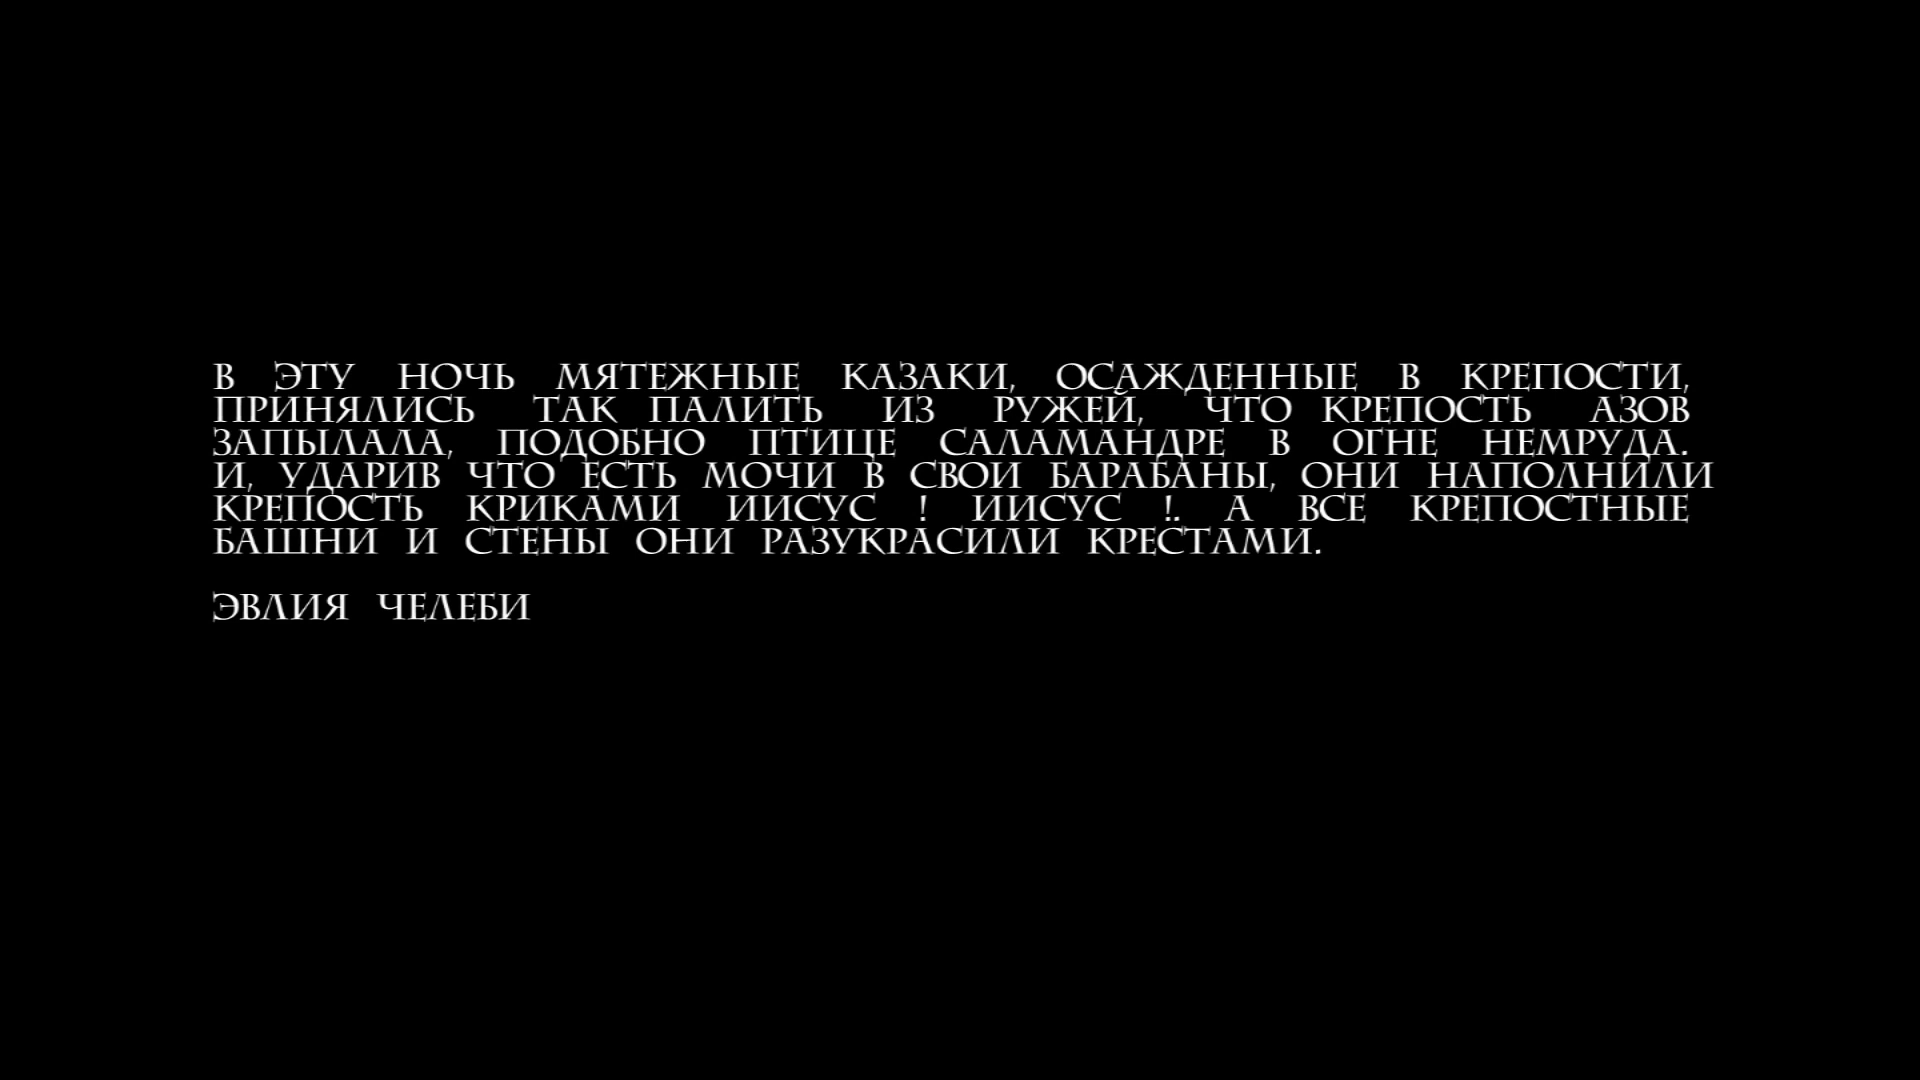 В ЭТУ НОЧЬ МЯТЕЖНЫЕ КАЗАКИ, ОСАЖДЕННЫЕ В КРЕПОСТИ,
ПРИНЯЛИСЬ ТАК ПАЛИТЬ ИЗ РУЖЕЙ, ЧТО КРЕПОСТЬ АЗОВ
ЗАПЫЛАЛА, ПОДОБНО ПТИЦЕ САЛАМАНДРЕ В ОГНЕ НЕМРУДА.
И, УДАРИВ ЧТО ЕСТЬ МОЧИ В СВОИ БАРАБАНЫ, ОНИ НАПОЛНИЛИ
КРЕПОСТЬ КРИКАМИ ИИСУС ! ИИСУС !. А ВСЕ КРЕПОСТНЫЕ
БАШНИ И СТЕНЫ ОНИ РАЗУКРАСИЛИ КРЕСТАМИ.
ЭВЛИЯ ЧЕЛЕБИ